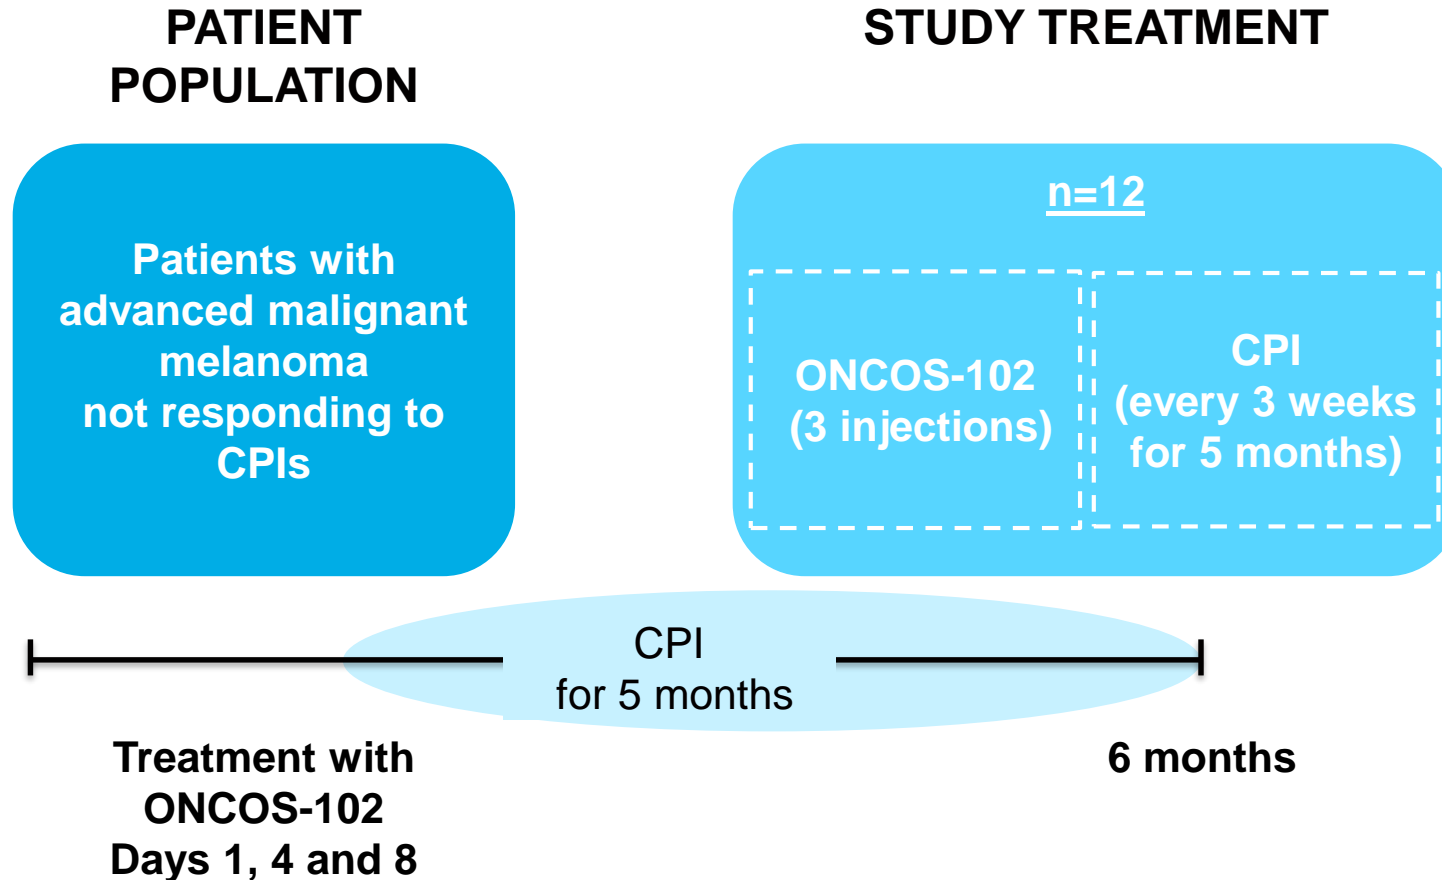 PATIENT
POPULATION
STUDY TREATMENT
Patients with
advanced malignant
melanoma
not responding to
CPIs
n=12
ONCOS-102
(3 injections)
CPI
(every 3 weeks
for 5 months)
CPI
for 5 months
Treatment with
ONCOS-102
Days 1, 4 and 8
6 months